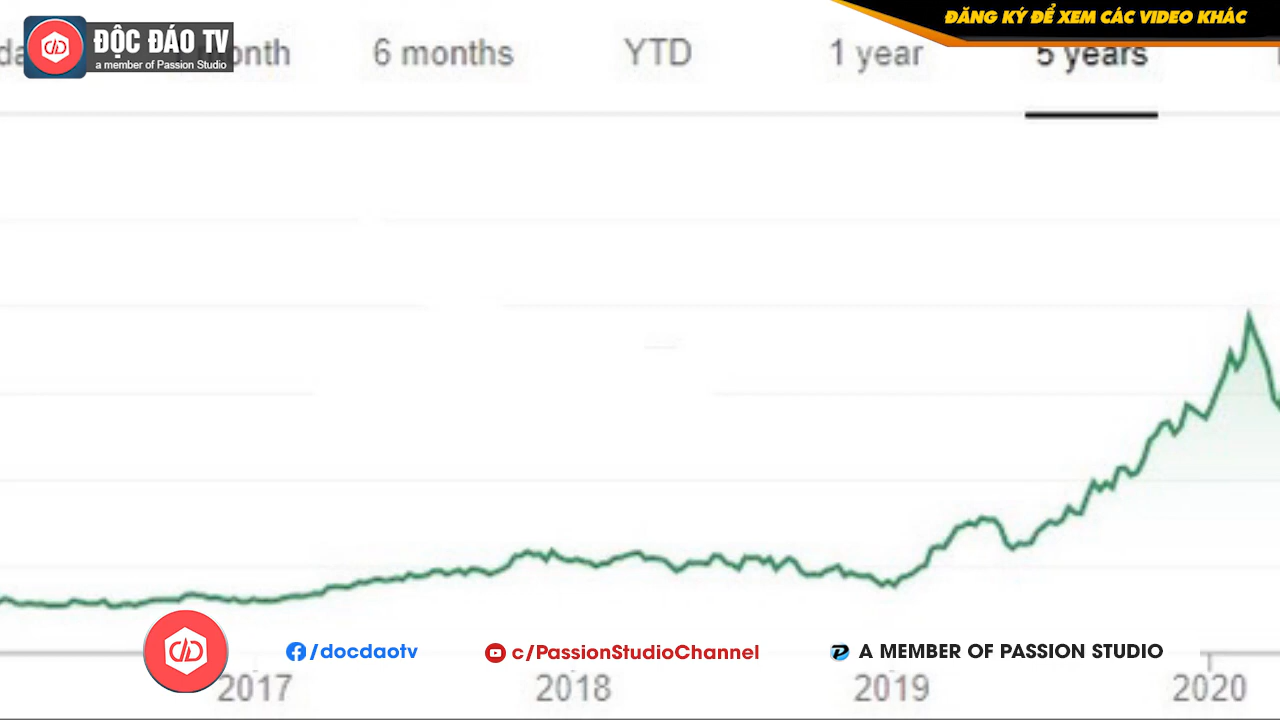 ĐĂNG KÝ ĐỂ XEM CÁC VIDEO KHÁC
ĐỘC ĐÁO TV
a member of Passion Studio
6 months
YTD
1 year
5 years
/docdaotv
c/PassionStudioChannel
A MEMBER OF PASSION STUDIO
2017
2018
2019
2020